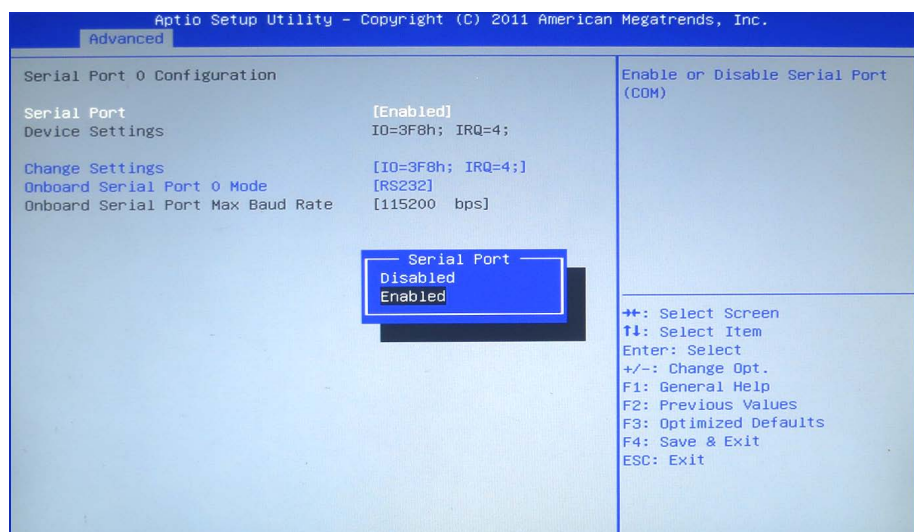 Aptio Setup Utility – Copyright (C) 2011 American Megatrends, Inc.
Advanced
Serial Port 0 Configuration
Serial Port [Enabled]
Device Settings IO=3F8h; IRQ=4;
Change Settings [IO=3F8h; IRQ=4;]
Onboard Serial Port 0 Mode [RS232]
Onboard Serial Port Max Baud Rate [115200 bps]
Serial Port
Disabled
Enabled
Enable or Disable Serial Port
(COM)
→←: Select Screen
↑↓: Select Item
Enter: Select
+/-: Change Opt.
F1: General Help
F2: Previous Values
F3: Optimized Defaults
F4: Save & Exit
ESC: Exit